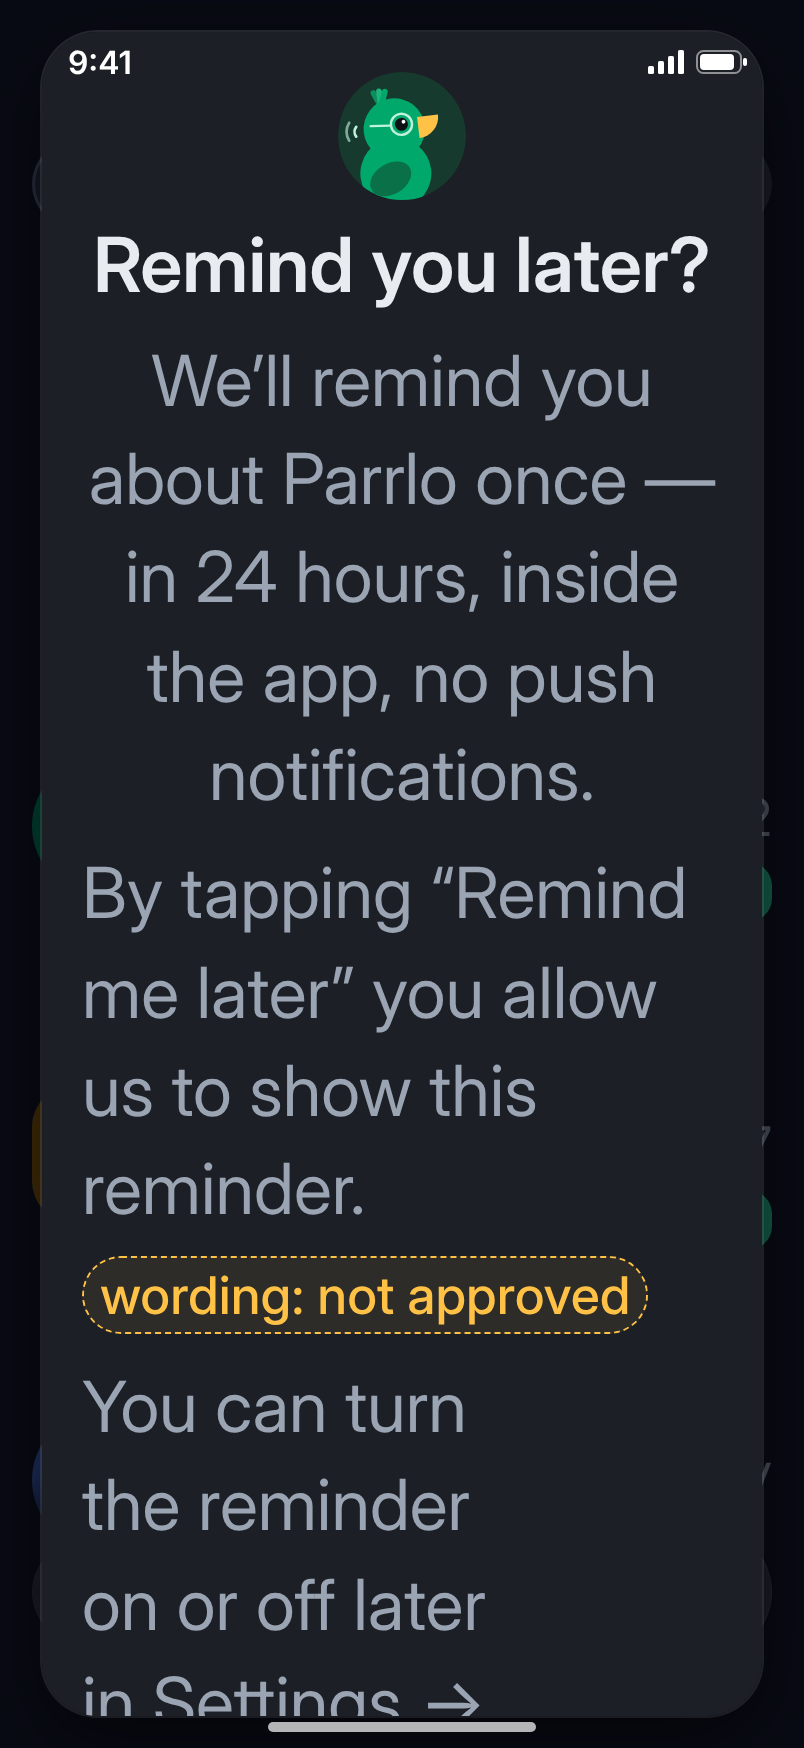 9:41
Remind you later?
We’ll remind you
about Parrlo once —
in 24 hours, inside
the app, no push
notifications.
By tapping “Remind
me later” you allow
us to show this
reminder.
wording: not approved
You can turn
the reminder
on or off later
in Settings →